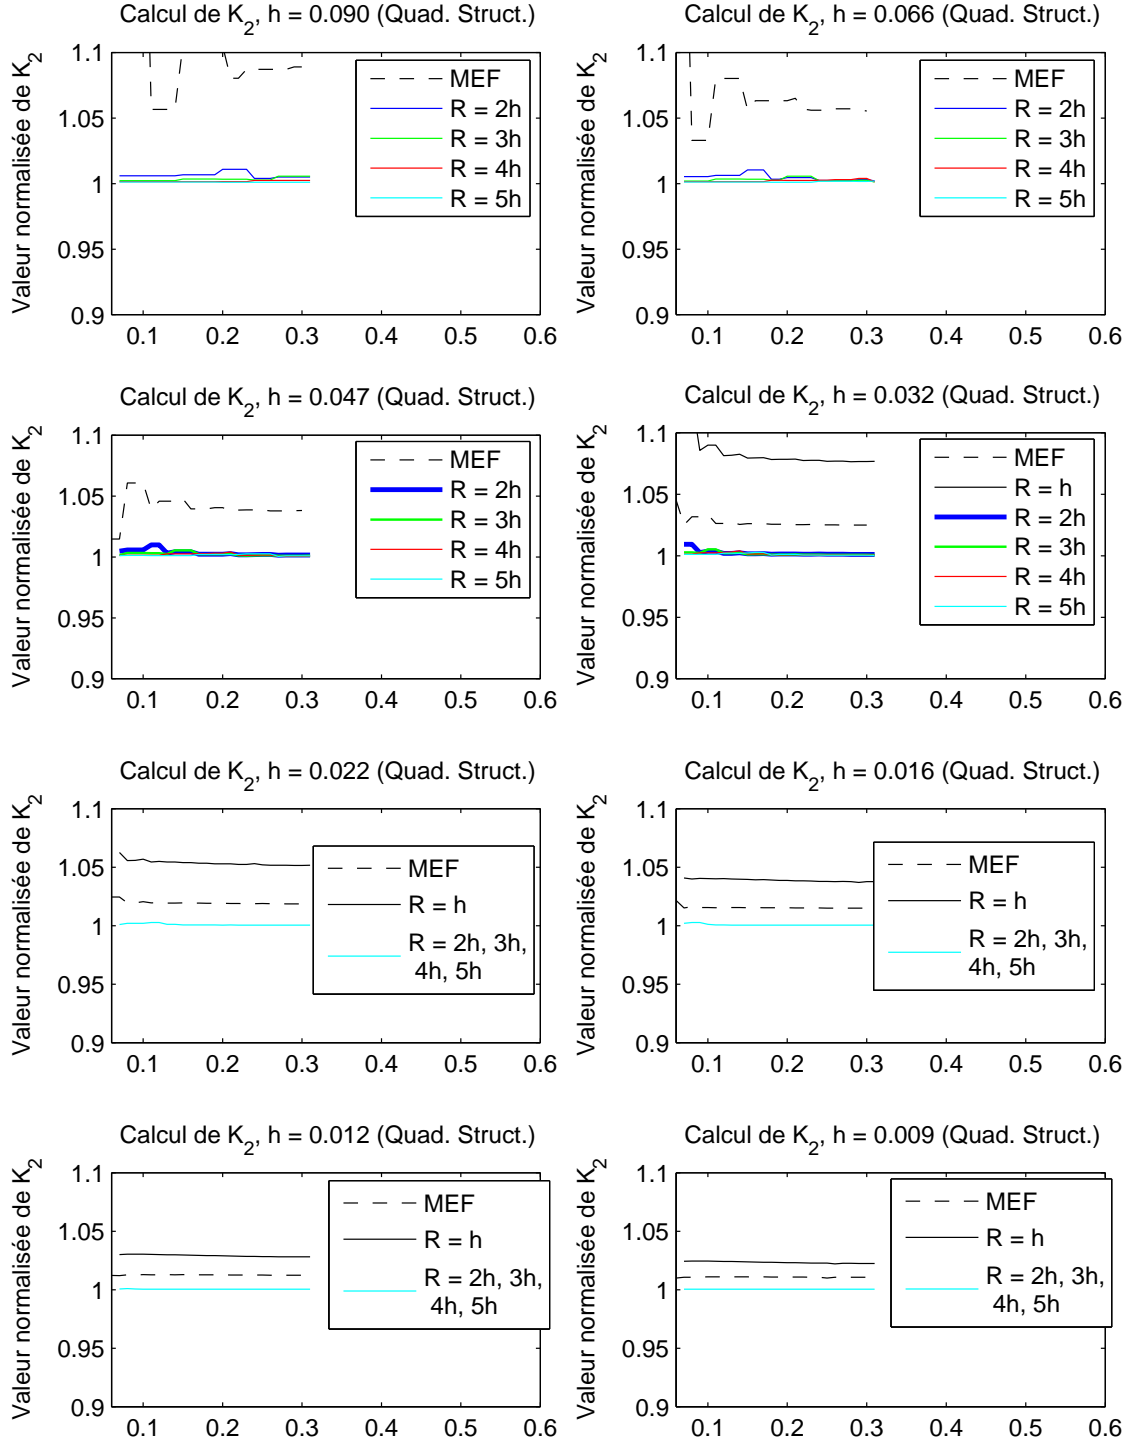 Calcul de K2, h = 0.090 (Quad. Struct.)
Valeur normalisée de K2
1.1
1.05
1
0.95
0.9
0.1 0.2 0.3 0.4 0.5 0.6
MEF
R = 2h
R = 3h
R = 4h
R = 5h
Calcul de K2, h = 0.066 (Quad. Struct.)
Valeur normalisée de K2
1.1
1.05
1
0.95
0.9
0.1 0.2 0.3 0.4 0.5 0.6
MEF
R = 2h
R = 3h
R = 4h
R = 5h
Calcul de K2, h = 0.047 (Quad. Struct.)
Valeur normalisée de K2
1.1
1.05
1
0.95
0.9
0.1 0.2 0.3 0.4 0.5 0.6
MEF
R = 2h
R = 3h
R = 4h
R = 5h
Calcul de K2, h = 0.032 (Quad. Struct.)
Valeur normalisée de K2
1.1
1.05
1
0.95
0.9
0.1 0.2 0.3 0.4 0.5 0.6
MEF
R = h
R = 2h
R = 3h
R = 4h
R = 5h
Calcul de K2, h = 0.022 (Quad. Struct.)
Valeur normalisée de K2
1.1
1.05
1
0.95
0.9
0.1 0.2 0.3 0.4 0.5 0.6
MEF
R = h
R = 2h, 3h,
4h, 5h
Calcul de K2, h = 0.016 (Quad. Struct.)
Valeur normalisée de K2
1.1
1.05
1
0.95
0.9
0.1 0.2 0.3 0.4 0.5 0.6
MEF
R = h
R = 2h, 3h,
4h, 5h
Calcul de K2, h = 0.012 (Quad. Struct.)
Valeur normalisée de K2
1.1
1.05
1
0.95
0.9
0.1 0.2 0.3 0.4 0.5 0.6
MEF
R = h
R = 2h, 3h,
4h, 5h
Calcul de K2, h = 0.009 (Quad. Struct.)
Valeur normalisée de K2
1.1
1.05
1
0.95
0.9
0.1 0.2 0.3 0.4 0.5 0.6
MEF
R = h
R = 2h, 3h,
4h, 5h